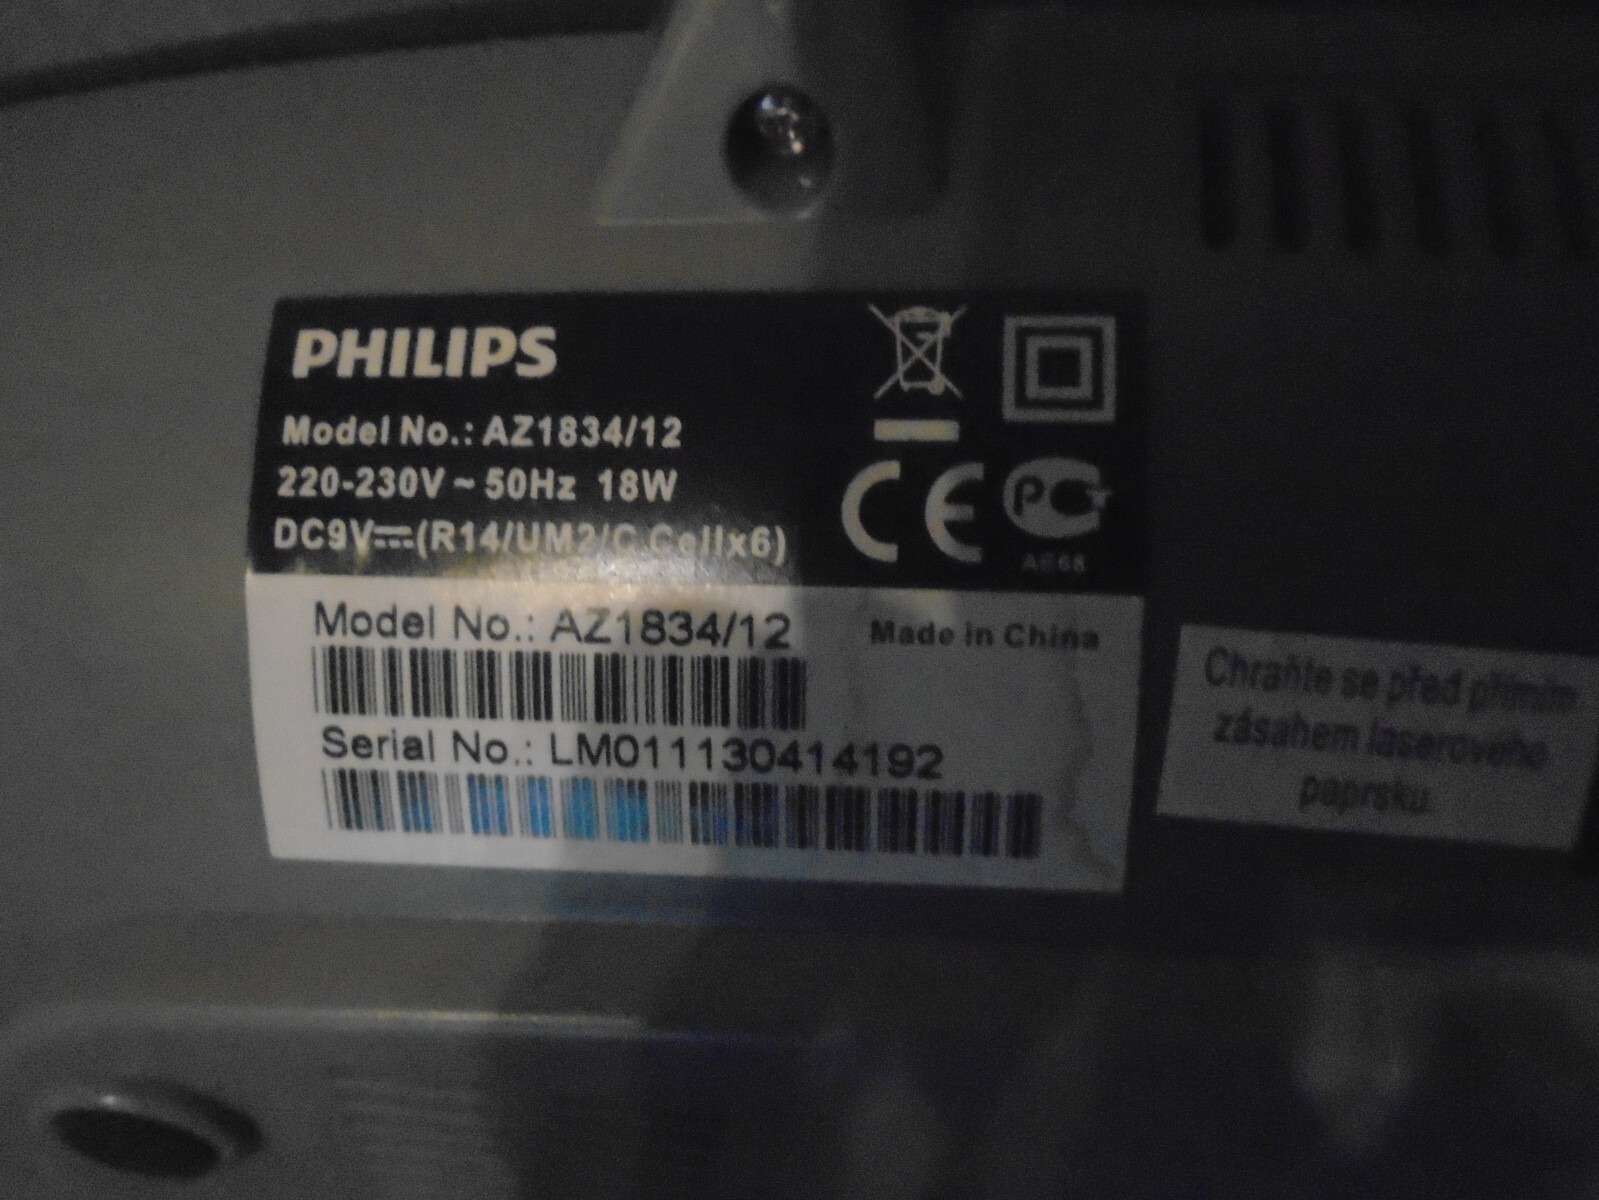 PHILIPS
Model No.: AZ1834/12
220-230V ~ 50Hz 18W
DC9V⎓(R14/UM2/C Cellx6)
CE
PCT
Model No.: AZ1834/12
Made in China
Serial No.: LM011130414192
Chraňte se před přímým
zásahem laserového
paprsku.